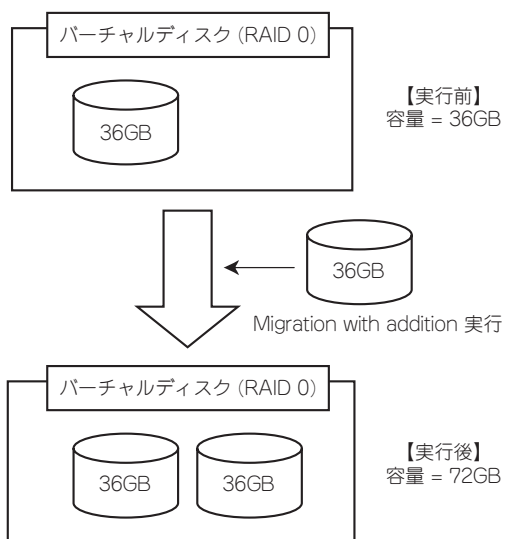 バーチャルディスク (RAID 0)
36GB
【実行前】
容量 = 36GB
36GB
Migration with addition 実行
バーチャルディスク (RAID 0)
36GB
36GB
【実行後】
容量 = 72GB